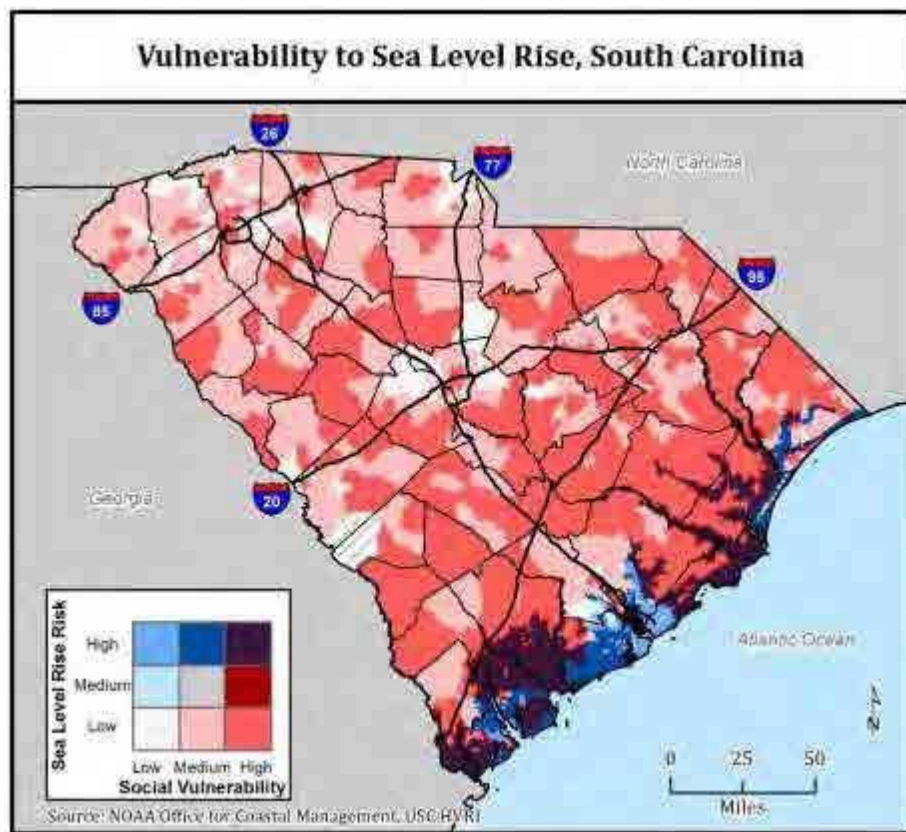 Vulnerability to Sea Level Rise, South Carolina
26
77
North Carolina
95
85
20
Georgia
Atlantic Ocean
Sea Level Rise Risk
High
Medium
Low
Low Medium High
Social Vulnerability
N
0 25 50
Miles
Source: NOAA Office for Coastal Management, USC HVRI